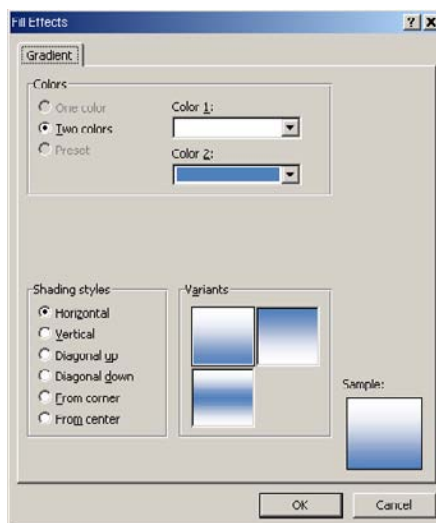 Fill Effects
Gradient
Colors
One color
Two colors
Preset
Color 1:
Color 2:
Shading styles
Horizontal
Vertical
Diagonal up
Diagonal down
From corner
From center
Variants
Sample:
OK
Cancel